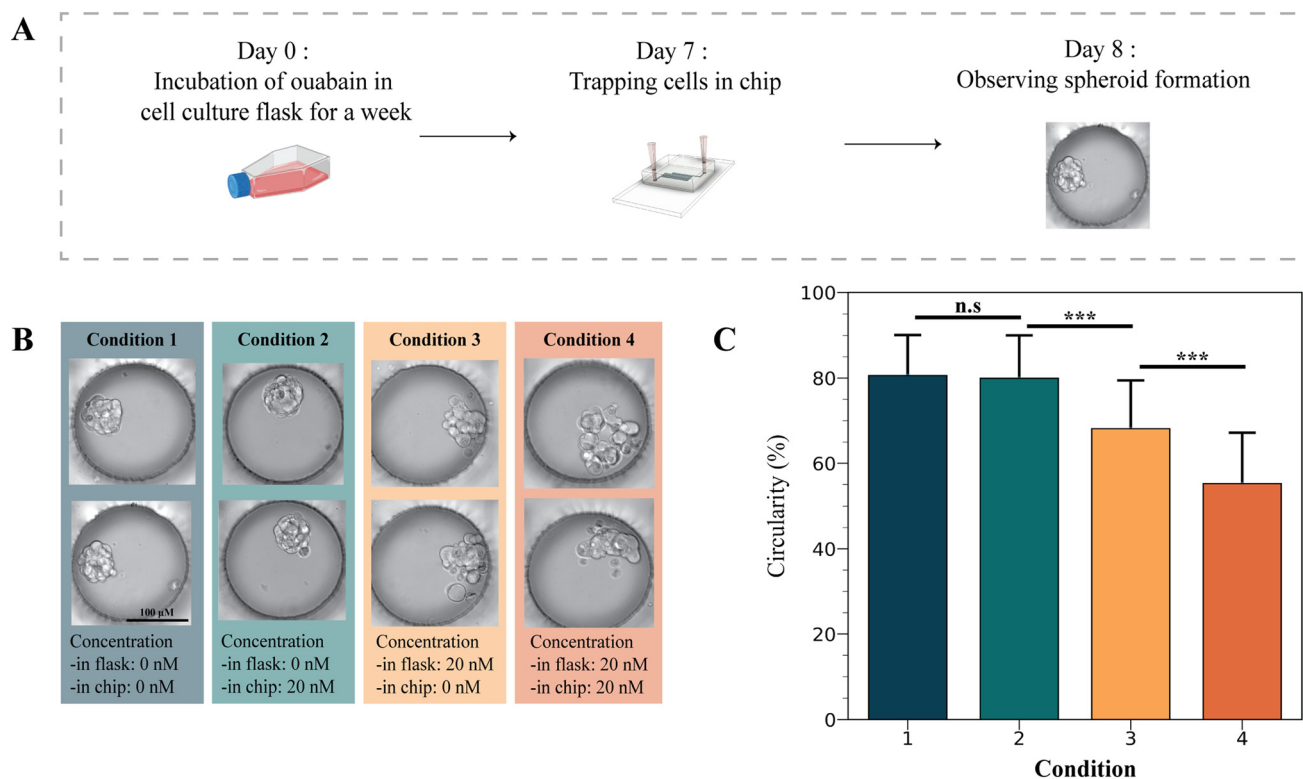 A
Day 0 :
Incubation of ouabain in
cell culture flask for a week
Day 7 :
Trapping cells in chip
Day 8 :
Observing spheroid formation
B
Condition 1
100 µM
Concentration
-in flask: 0 nM
-in chip: 0 nM
Condition 2
Concentration
-in flask: 0 nM
-in chip: 20 nM
Condition 3
Concentration
-in flask: 20 nM
-in chip: 0 nM
Condition 4
Concentration
-in flask: 20 nM
-in chip: 20 nM
C
Circularity (%)
100
80
60
40
20
0
n.s
***
***
1 2 3 4
Condition